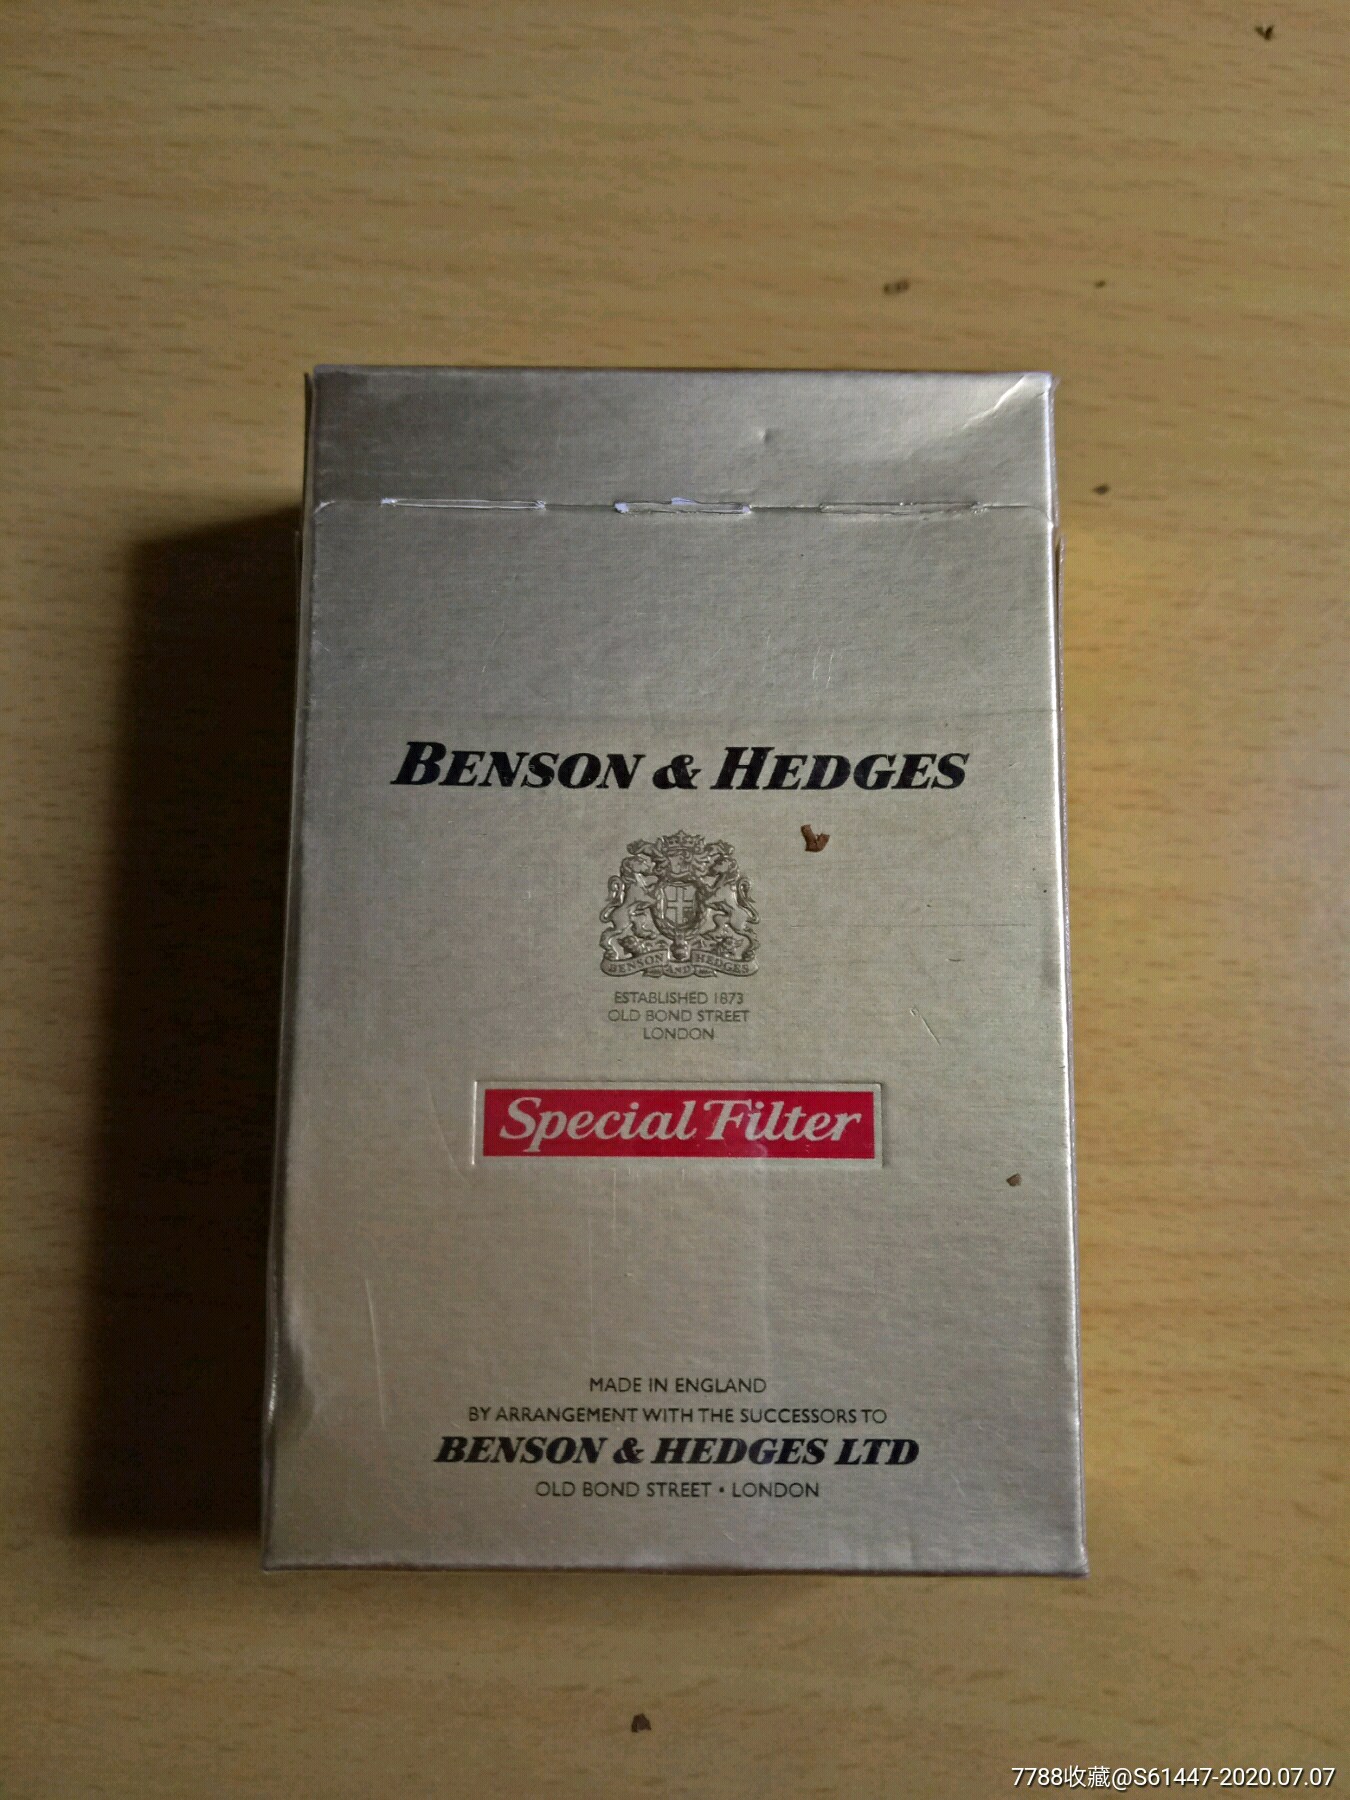 BENSON & HEDGES
BENSON AND HEDGES
ESTABLISHED 1873
OLD BOND STREET
LONDON
Special Filter
MADE IN ENGLAND
BY ARRANGEMENT WITH THE SUCCESSORS TO
BENSON & HEDGES LTD
OLD BOND STREET • LONDON
7788收藏@S61447-2020.07.07